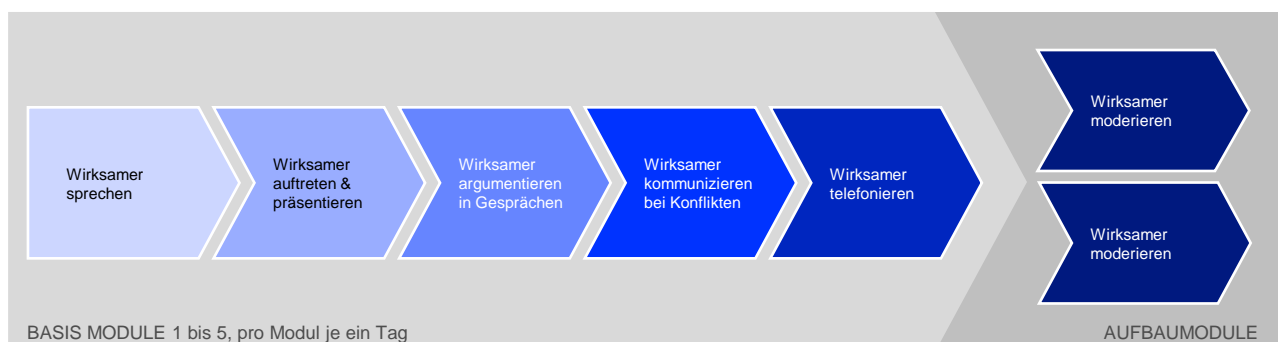 Wirksamer
sprechen
Wirksamer
auftreten &
präsentieren
Wirksamer
argumentieren
in Gesprächen
Wirksamer
kommunizieren
bei Konflikten
Wirksamer
telefonieren
Wirksamer
moderieren
Wirksamer
moderieren
BASIS MODULE 1 bis 5, pro Modul je ein Tag
AUFBAUMODULE